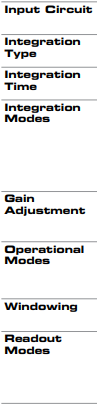 Input Circuit
Integration
Type
Integration
Time
Integration
Modes
Gain
Adjustment
Operational
Modes
Windowing
Readout
Modes